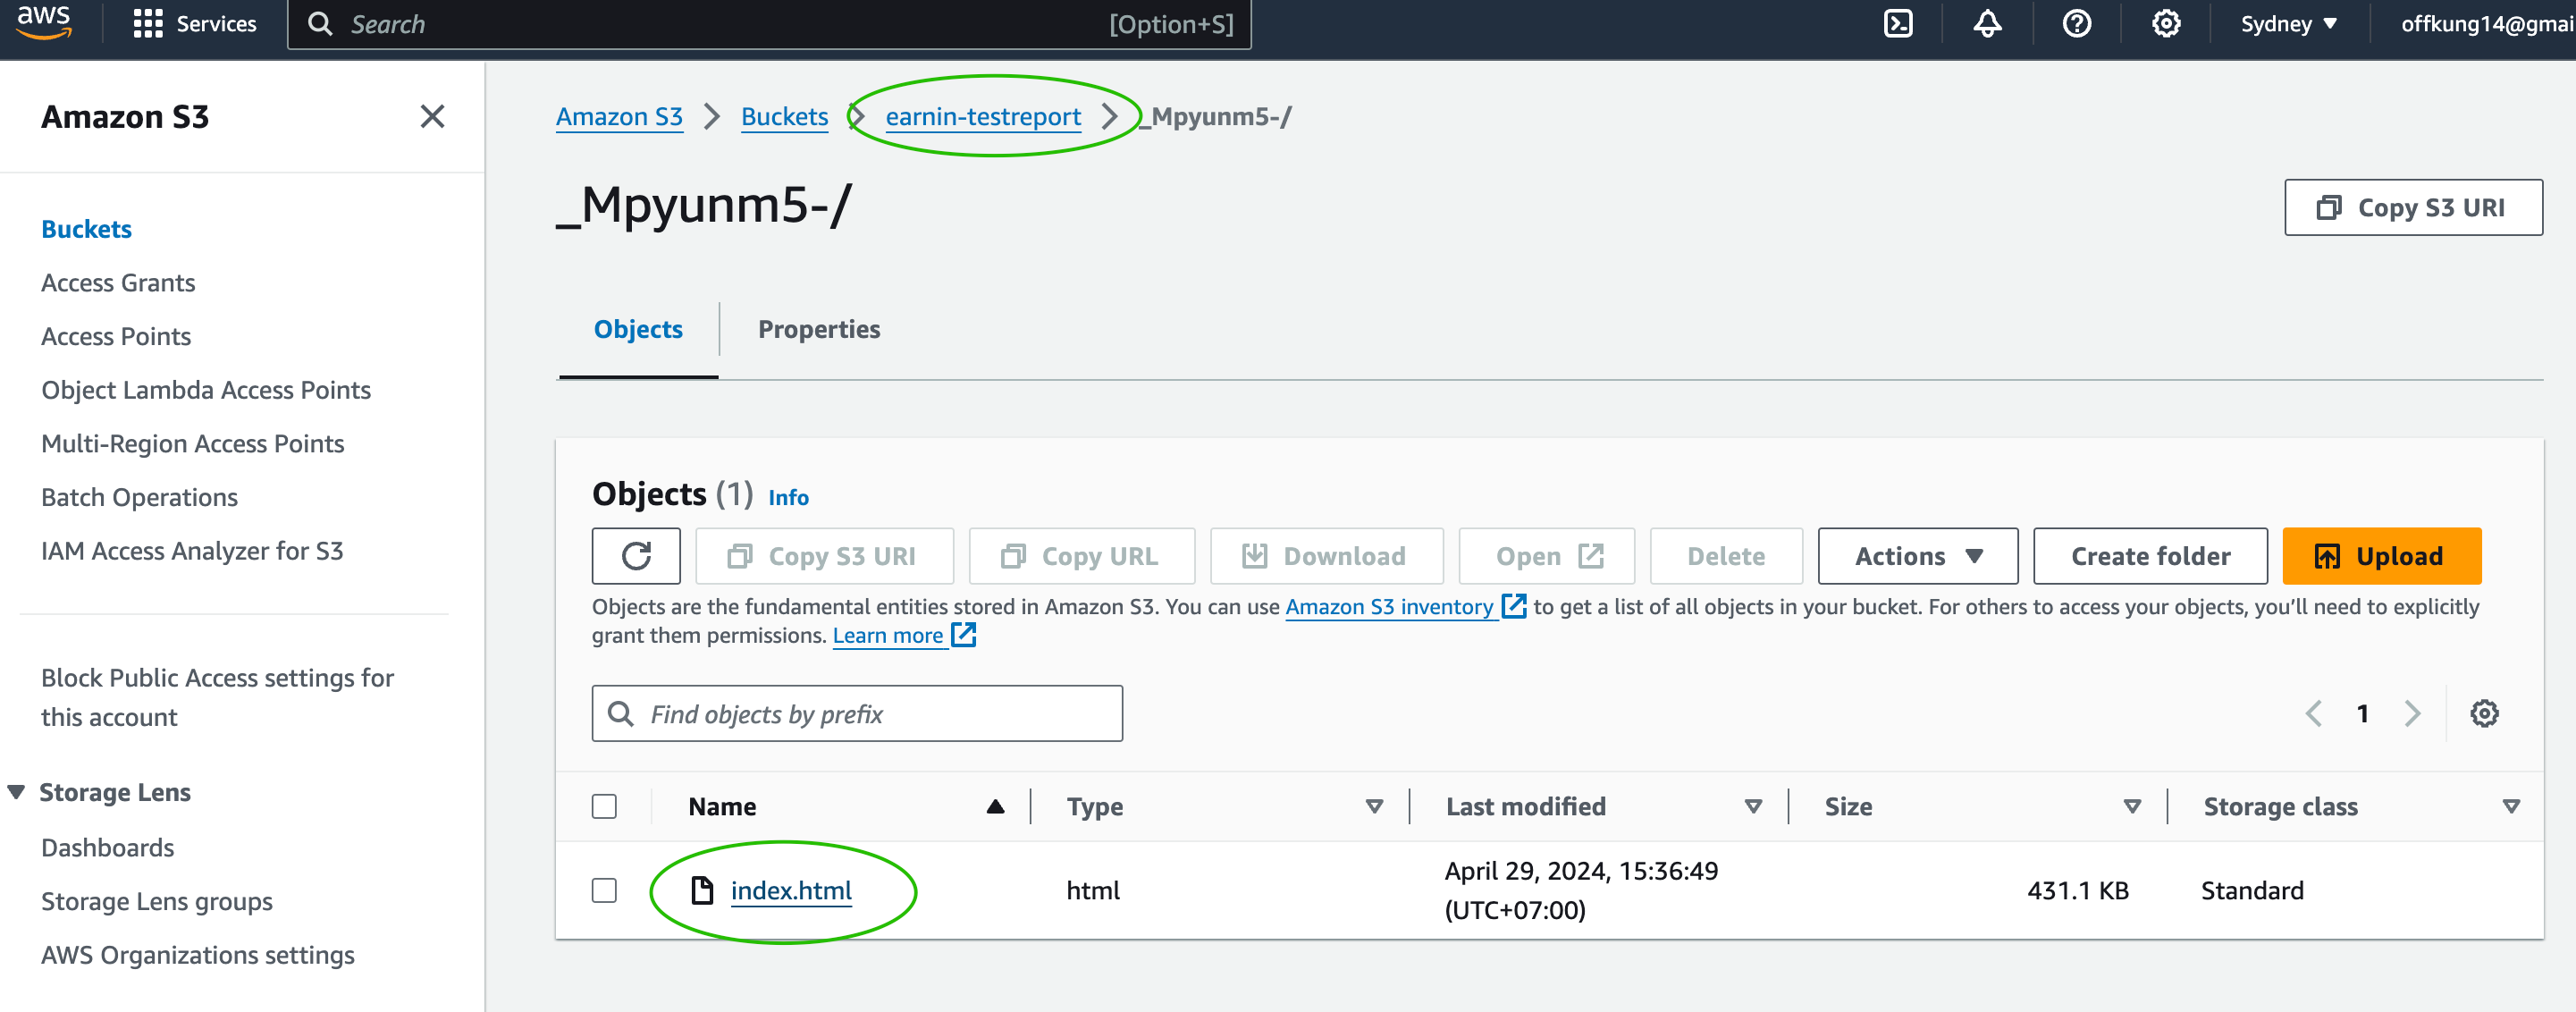 aws
Services
Search
[Option+S]
Sydney
offkung14@gmai
Amazon S3
Amazon S3
Buckets
earnin-testreport
_Mpyunm5-/
_Mpyunm5-/
Copy S3 URI
Buckets
Access Grants
Access Points
Object Lambda Access Points
Multi-Region Access Points
Batch Operations
IAM Access Analyzer for S3
Block Public Access settings for
this account
Storage Lens
Dashboards
Storage Lens groups
AWS Organizations settings
Objects
Properties
Objects (1) Info
Copy S3 URI
Copy URL
Download
Open
Delete
Actions
Create folder
Upload
Objects are the fundamental entities stored in Amazon S3. You can use Amazon S3 inventory to get a list of all objects in your bucket. For others to access your objects, you’ll need to explicitly
grant them permissions. Learn more
Find objects by prefix
1
Name
Type
Last modified
Size
Storage class
index.html
html
April 29, 2024, 15:36:49
(UTC+07:00)
431.1 KB
Standard